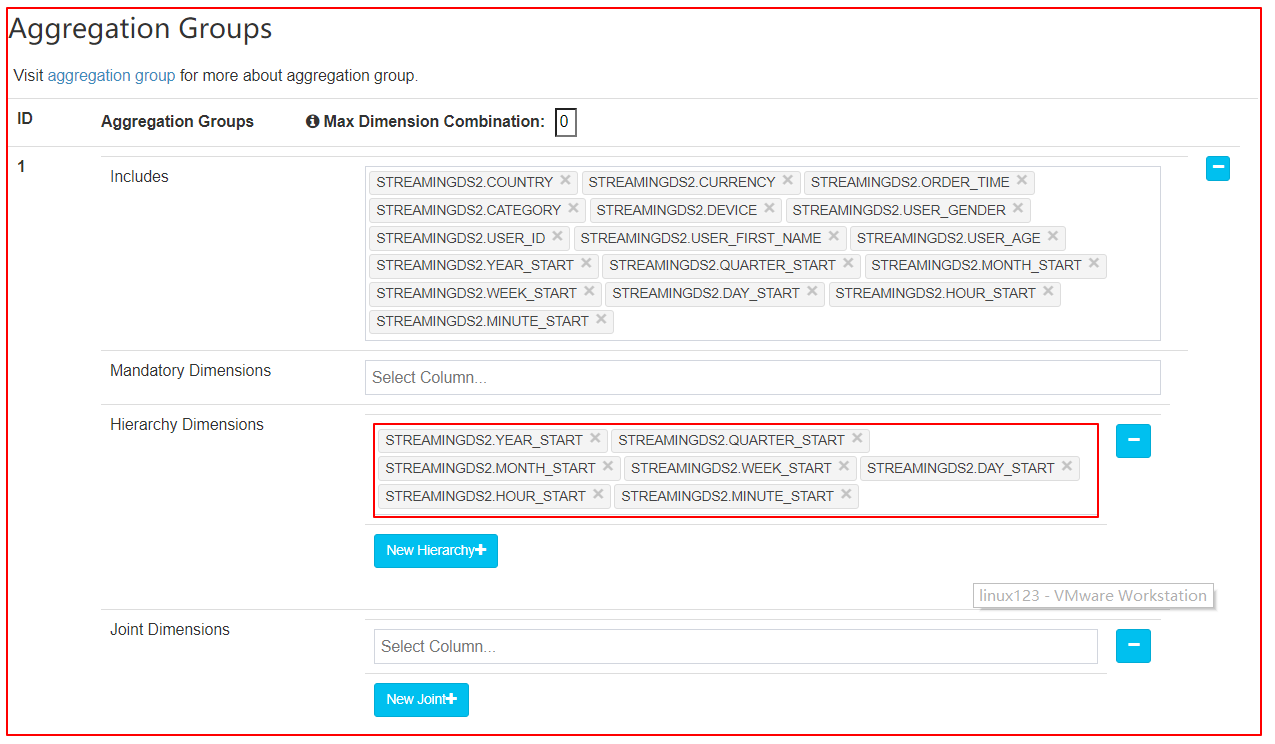 Aggregation Groups
Visit aggregation group for more about aggregation group.
ID Aggregation Groups Max Dimension Combination: 0
1 Includes STREAMINGDS2.COUNTRY × STREAMINGDS2.CURRENCY × STREAMINGDS2.ORDER_TIME ×
STREAMINGDS2.CATEGORY × STREAMINGDS2.DEVICE × STREAMINGDS2.USER_GENDER ×
STREAMINGDS2.USER_ID × STREAMINGDS2.USER_FIRST_NAME × STREAMINGDS2.USER_AGE ×
STREAMINGDS2.YEAR_START × STREAMINGDS2.QUARTER_START × STREAMINGDS2.MONTH_START ×
STREAMINGDS2.WEEK_START × STREAMINGDS2.DAY_START × STREAMINGDS2.HOUR_START ×
STREAMINGDS2.MINUTE_START ×
Mandatory Dimensions Select Column...
Hierarchy Dimensions STREAMINGDS2.YEAR_START × STREAMINGDS2.QUARTER_START ×
STREAMINGDS2.MONTH_START × STREAMINGDS2.WEEK_START × STREAMINGDS2.DAY_START ×
STREAMINGDS2.HOUR_START × STREAMINGDS2.MINUTE_START ×
New Hierarchy+
linux123 - VMware Workstation
Joint Dimensions Select Column...
New Joint+